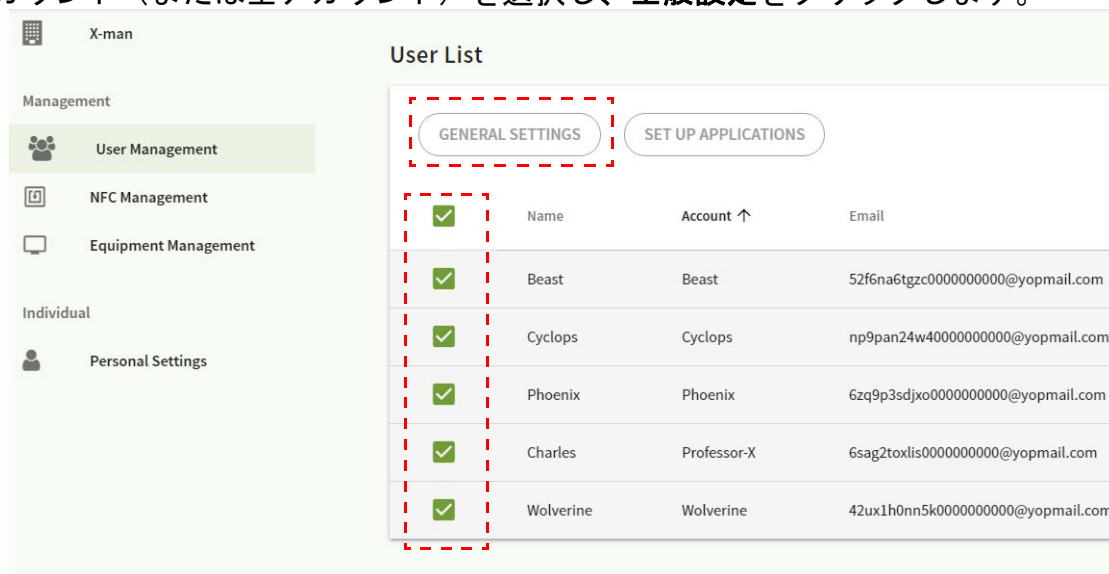 カウント（または全アカウント）を選択し、全般設定をクリックします。
X-man
User List
Management
GENERAL SETTINGS
SET UP APPLICATIONS
User Management
NFC Management
Name
Account ↑
Email
Equipment Management
Beast
Beast
52f6na6tgzc0000000000@yopmail.com
Individual
Cyclops
Cyclops
np9pan24w40000000000@yopmail.com
Personal Settings
Phoenix
Phoenix
6zq9p3sdjxo0000000000@yopmail.com
Charles
Professor-X
6sag2toxlis0000000000@yopmail.com
Wolverine
Wolverine
42ux1h0nn5k0000000000@yopmail.com